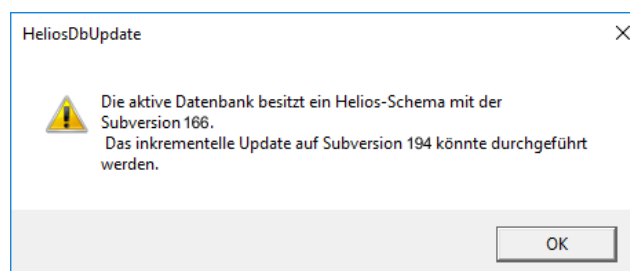 HeliosDbUpdate
Die aktive Datenbank besitzt ein Helios-Schema mit der
Subversion 166.
Das inkrementelle Update auf Subversion 194 könnte durchgeführt
werden.
OK